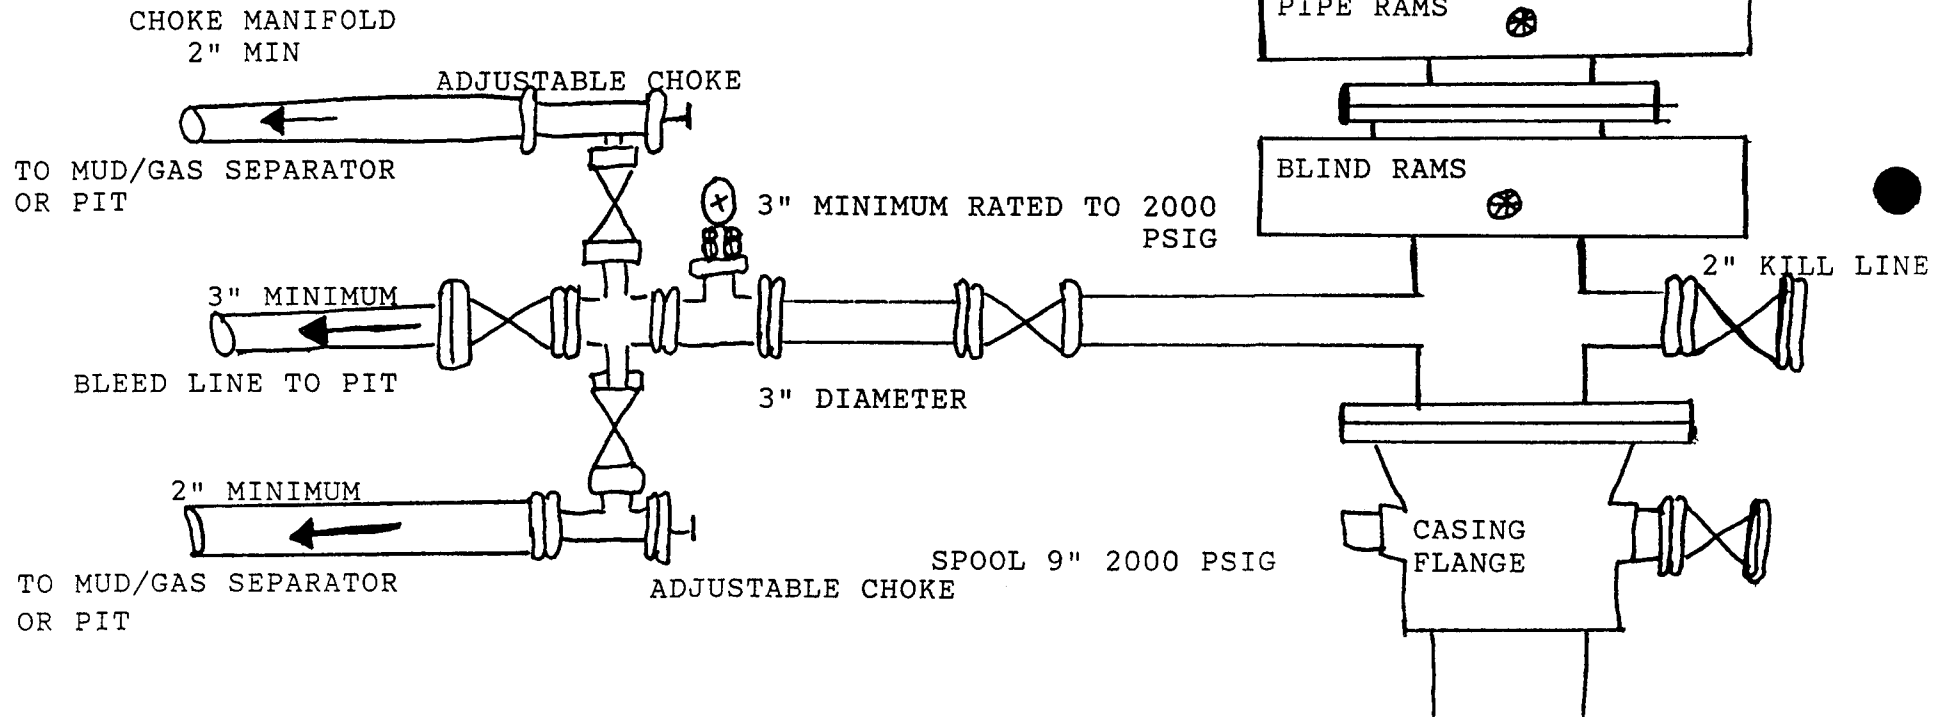 PIPE RAMS
CHOKE MANIFOLD
2" MIN
ADJUSTABLE CHOKE
TO MUD/GAS SEPARATOR
OR PIT
BLIND RAMS
3" MINIMUM RATED TO 2000
PSIG
2" KILL LINE
3" MINIMUM
BLEED LINE TO PIT
3" DIAMETER
2" MINIMUM
CASING
FLANGE
SPOOL 9" 2000 PSIG
TO MUD/GAS SEPARATOR
OR PIT
ADJUSTABLE CHOKE